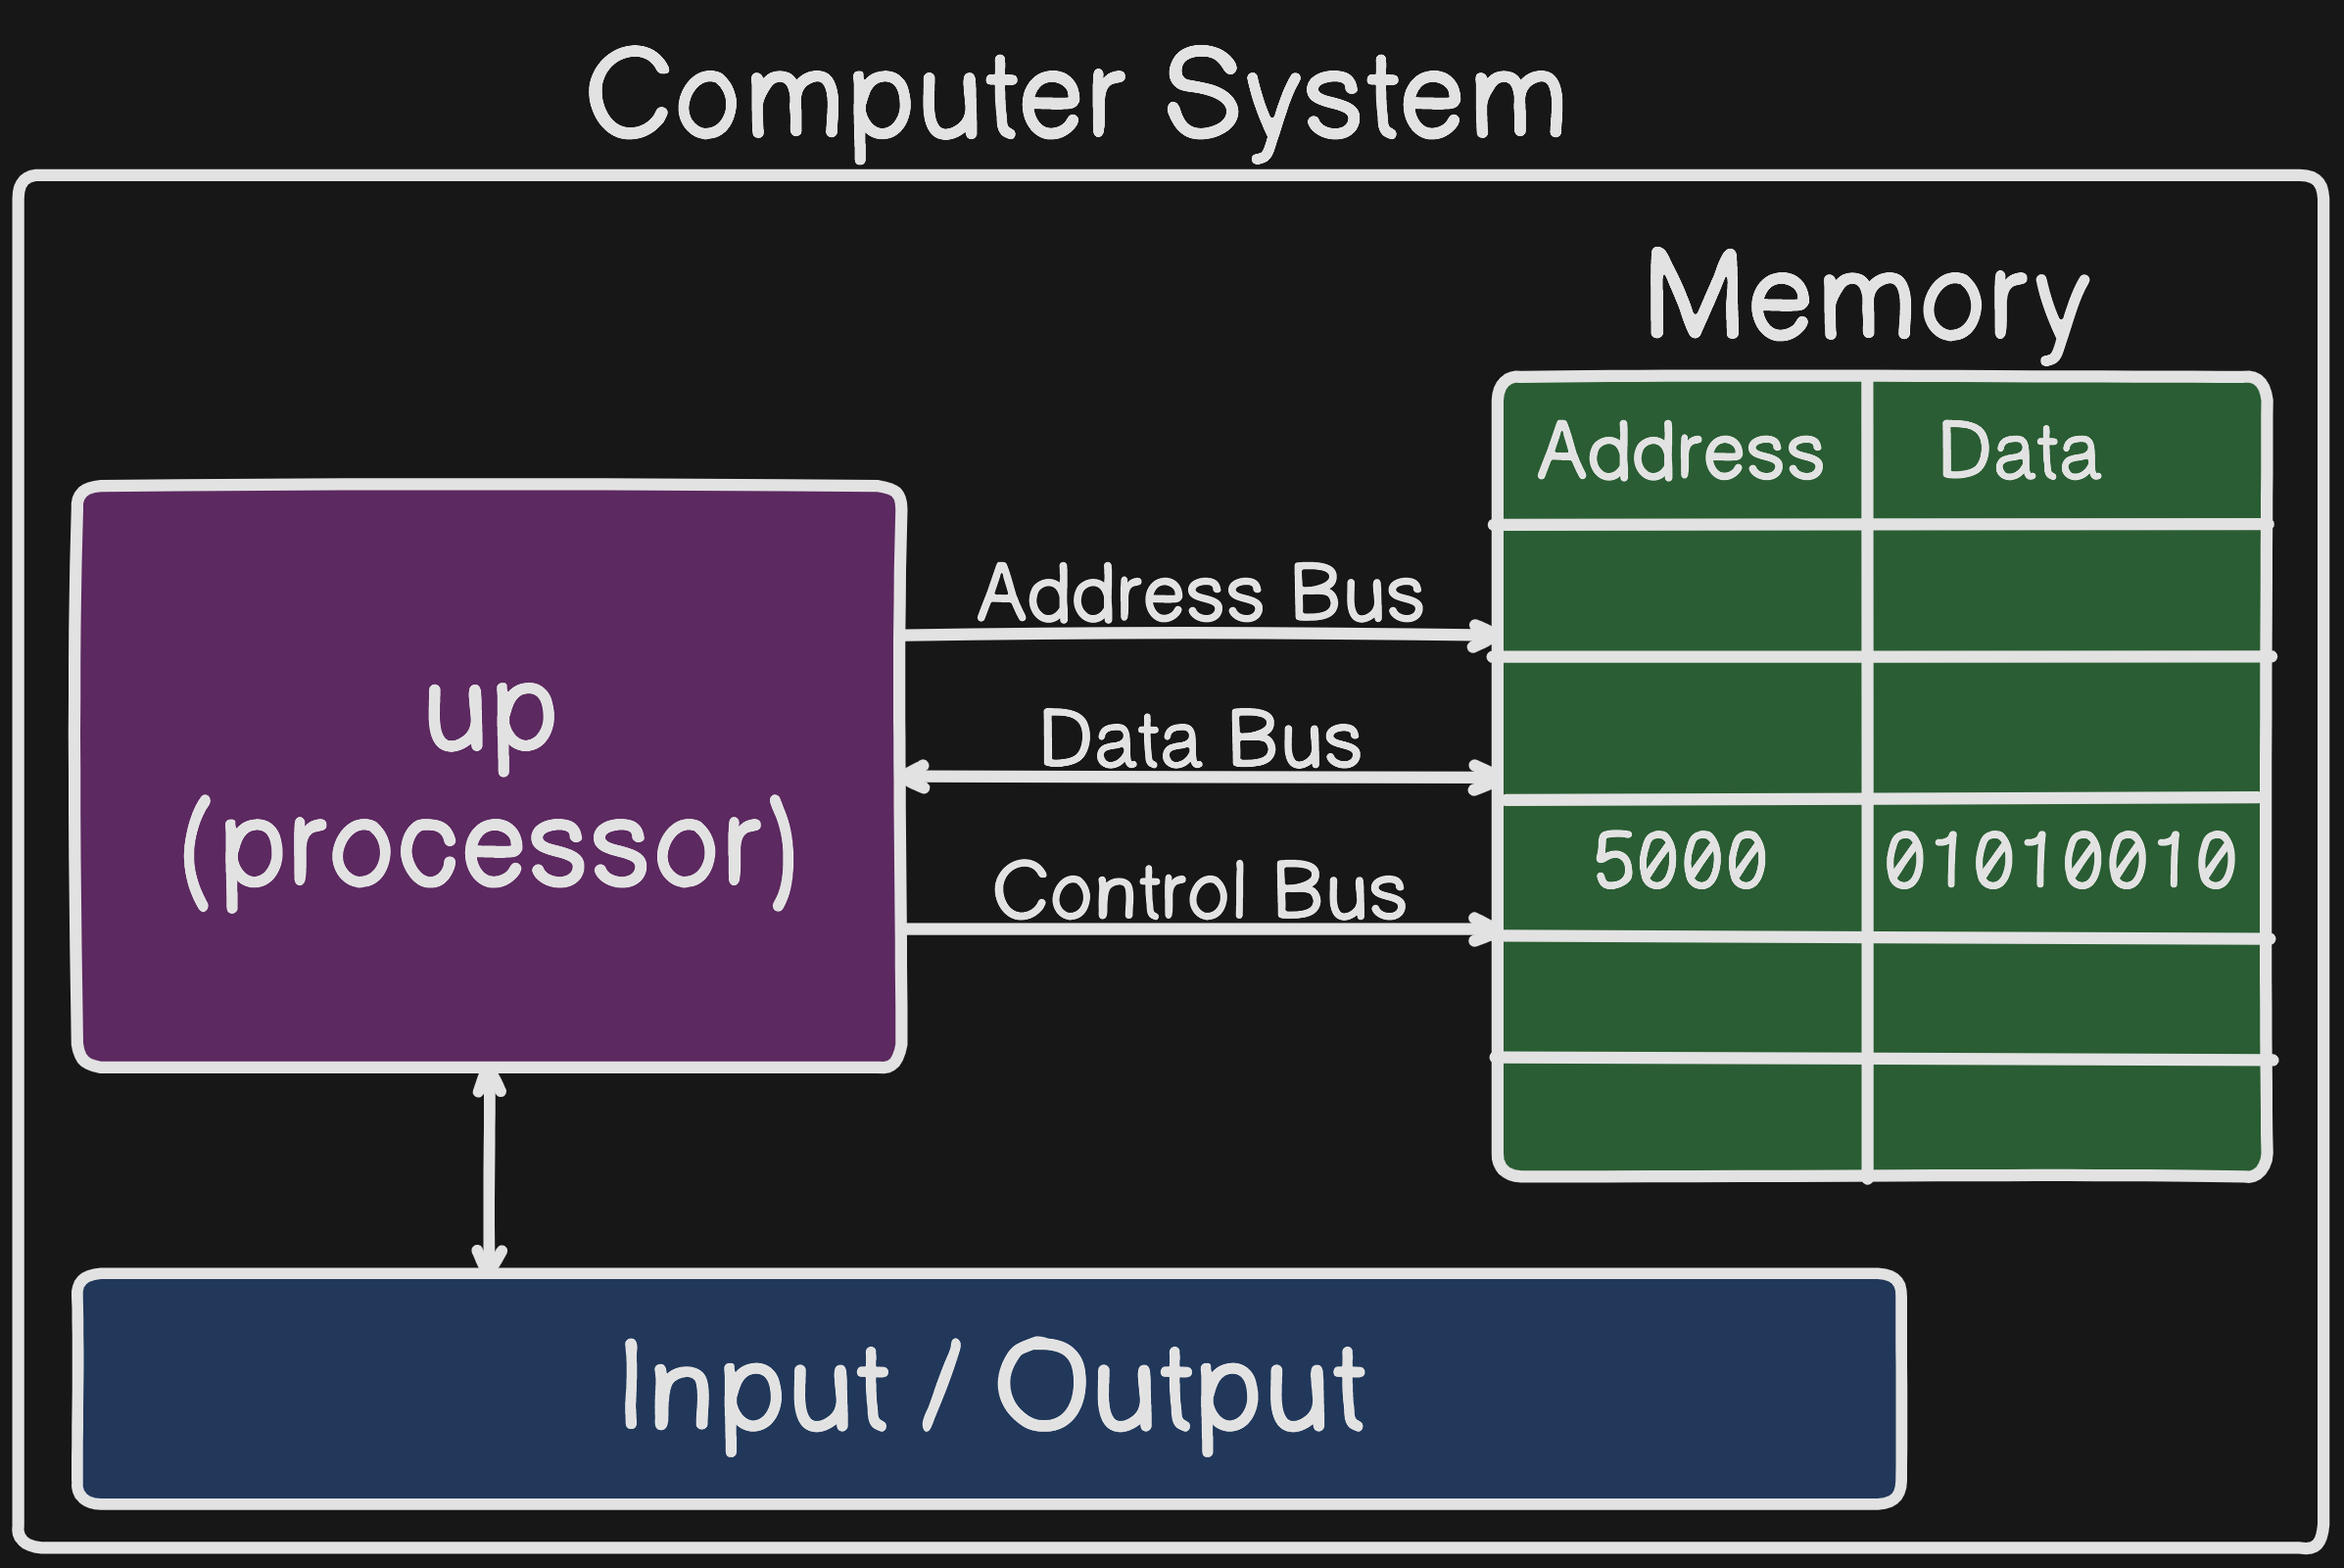 Computer System
Memory
Address Data
Address Bus
up
(processor)
Data Bus
Control Bus
5000 01010010
Input / Output